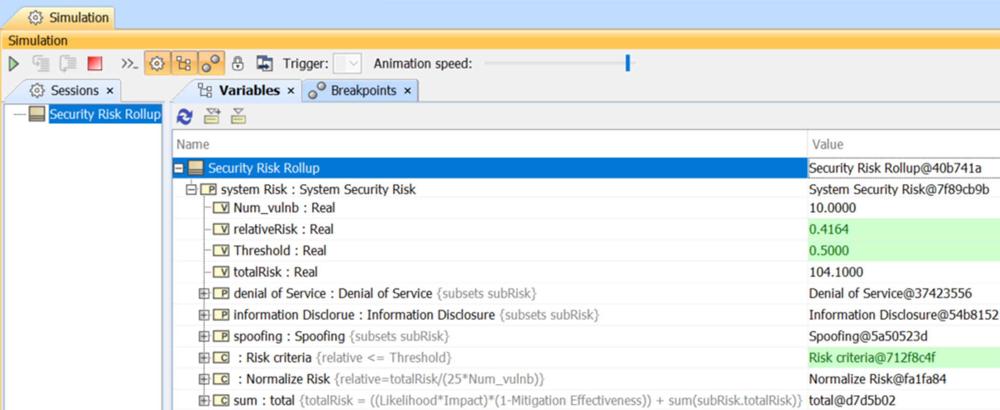 Simulation
Simulation
Trigger: Animation speed:
Sessions × Variables × Breakpoints ×
Security Risk Rollup
Name Value
Security Risk Rollup Security Risk Rollup@40b741a
P system Risk : System Security Risk System Security Risk@7f89cb9b
V Num_vulnb : Real 10.0000
V relativeRisk : Real 0.4164
V Threshold : Real 0.5000
V totalRisk : Real 104.1000
P denial of Service : Denial of Service {subsets subRisk} Denial of Service@37423556
P information Disclorue : Information Disclosure {subsets subRisk} Information Disclosure@54b8152
P spoofing : Spoofing {subsets subRisk} Spoofing@5a50523d
C : Risk criteria {relative <= Threshold} Risk criteria@712f8c4f
C : Normalize Risk {relative=totalRisk/(25*Num_vulnb)} Normalize Risk@fa1fa84
C sum : total {totalRisk = ((Likelihood*Impact)*(1-Mitigation Effectiveness)) + sum(subRisk.totalRisk)} total@d7d5b02